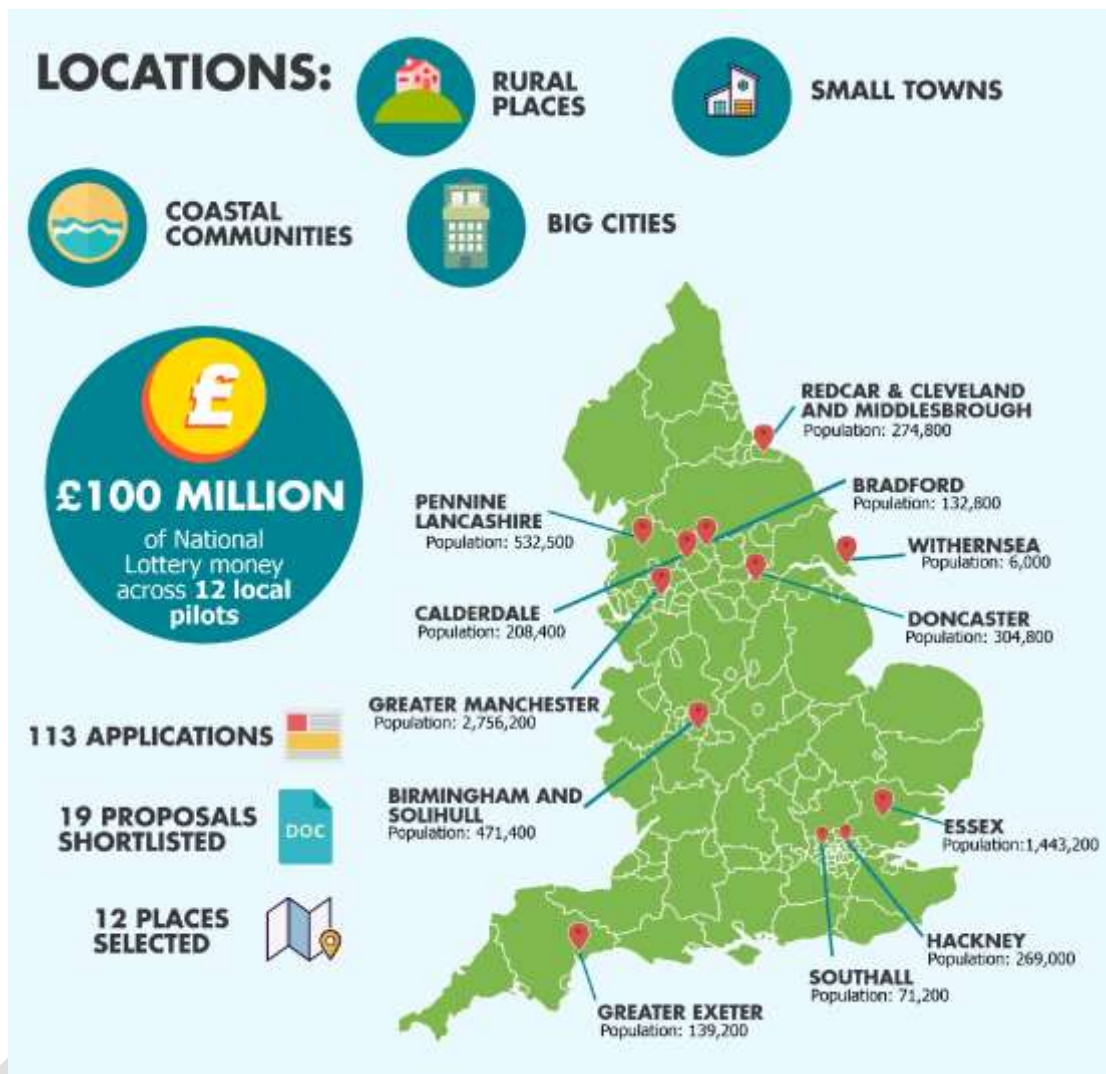 LOCATIONS:
RURAL
PLACES
SMALL TOWNS
COASTAL
COMMUNITIES
BIG CITIES
£
£100 MILLION
of National
Lottery money
across 12 local
pilots
113 APPLICATIONS
19 PROPOSALS
SHORTLISTED
DOC
12 PLACES
SELECTED
REDCAR & CLEVELAND
AND MIDDLESBROUGH
Population: 274,800
BRADFORD
Population: 132,800
PENNINE
LANCASHIRE
Population: 532,500
WITHERNSEA
Population: 6,000
CALDERDALE
Population: 208,400
DONCASTER
Population: 304,800
GREATER MANCHESTER
Population: 2,756,200
BIRMINGHAM AND
SOLIHULL
Population: 471,400
ESSEX
Population:1,443,200
HACKNEY
Population: 269,000
SOUTHALL
Population: 71,200
GREATER EXETER
Population: 139,200